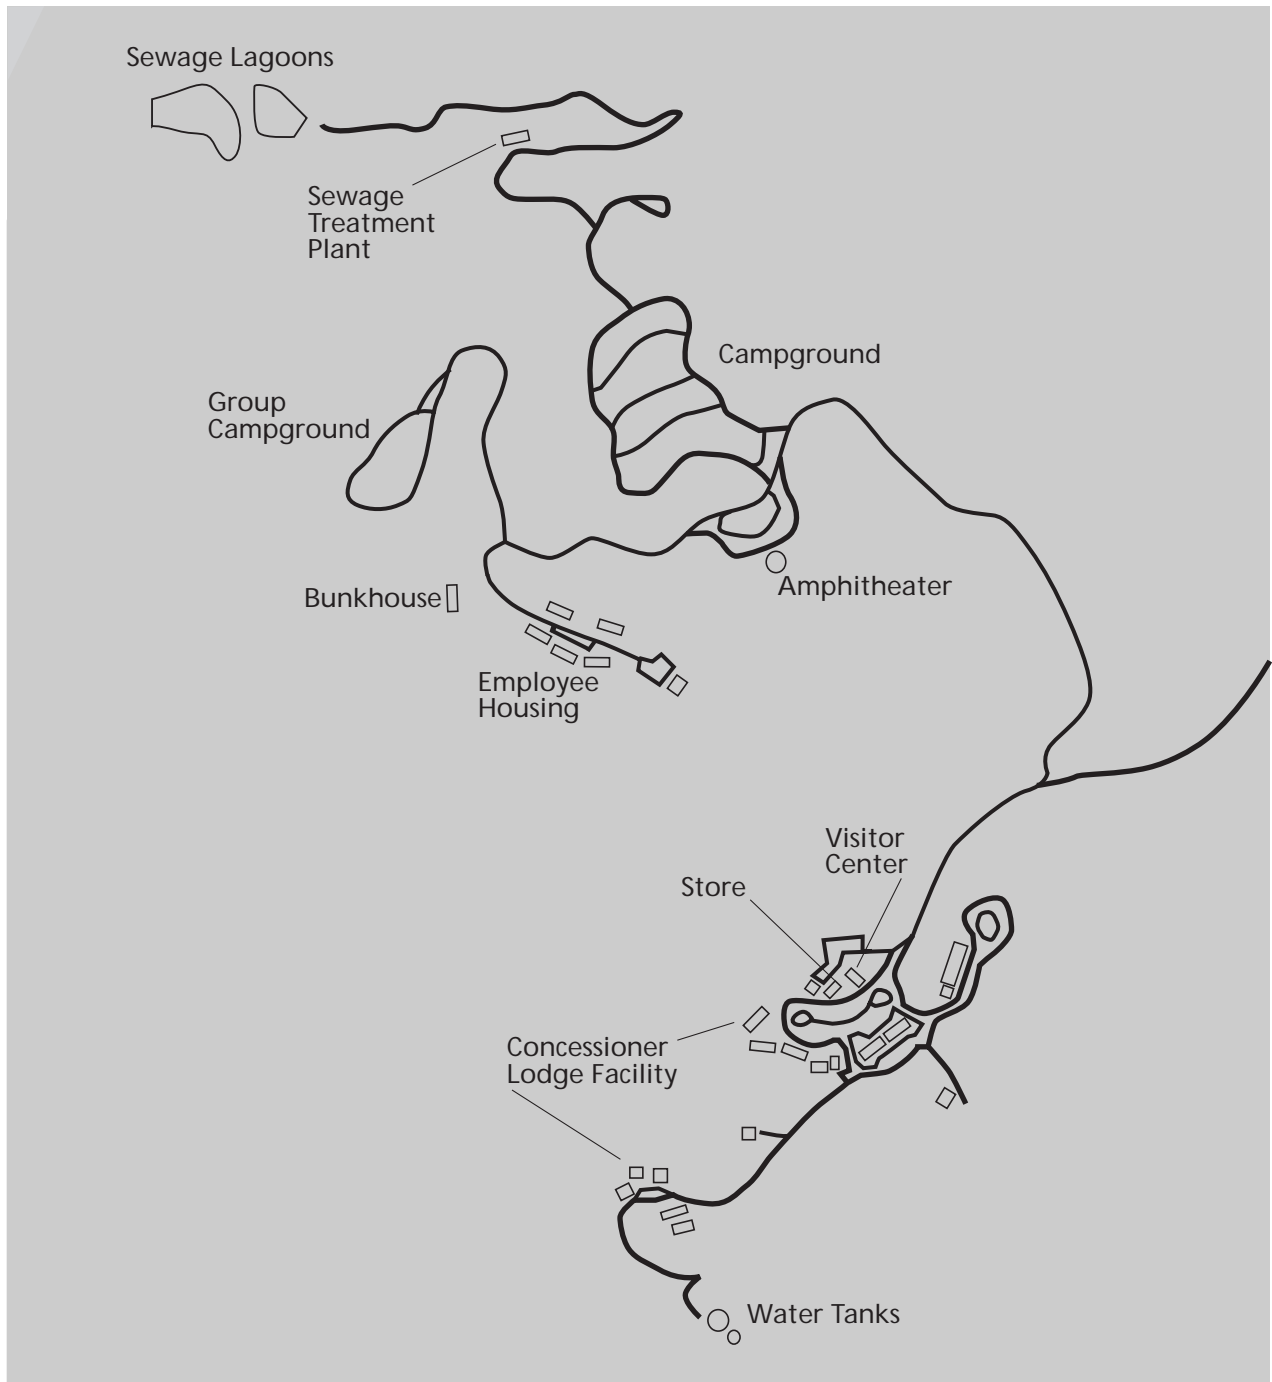 Sewage Lagoons
Sewage
Treatment
Plant
Campground
Group
Campground
Bunkhouse
Amphitheater
Employee
Housing
Visitor
Center
Store
Concessioner
Lodge Facility
Water Tanks